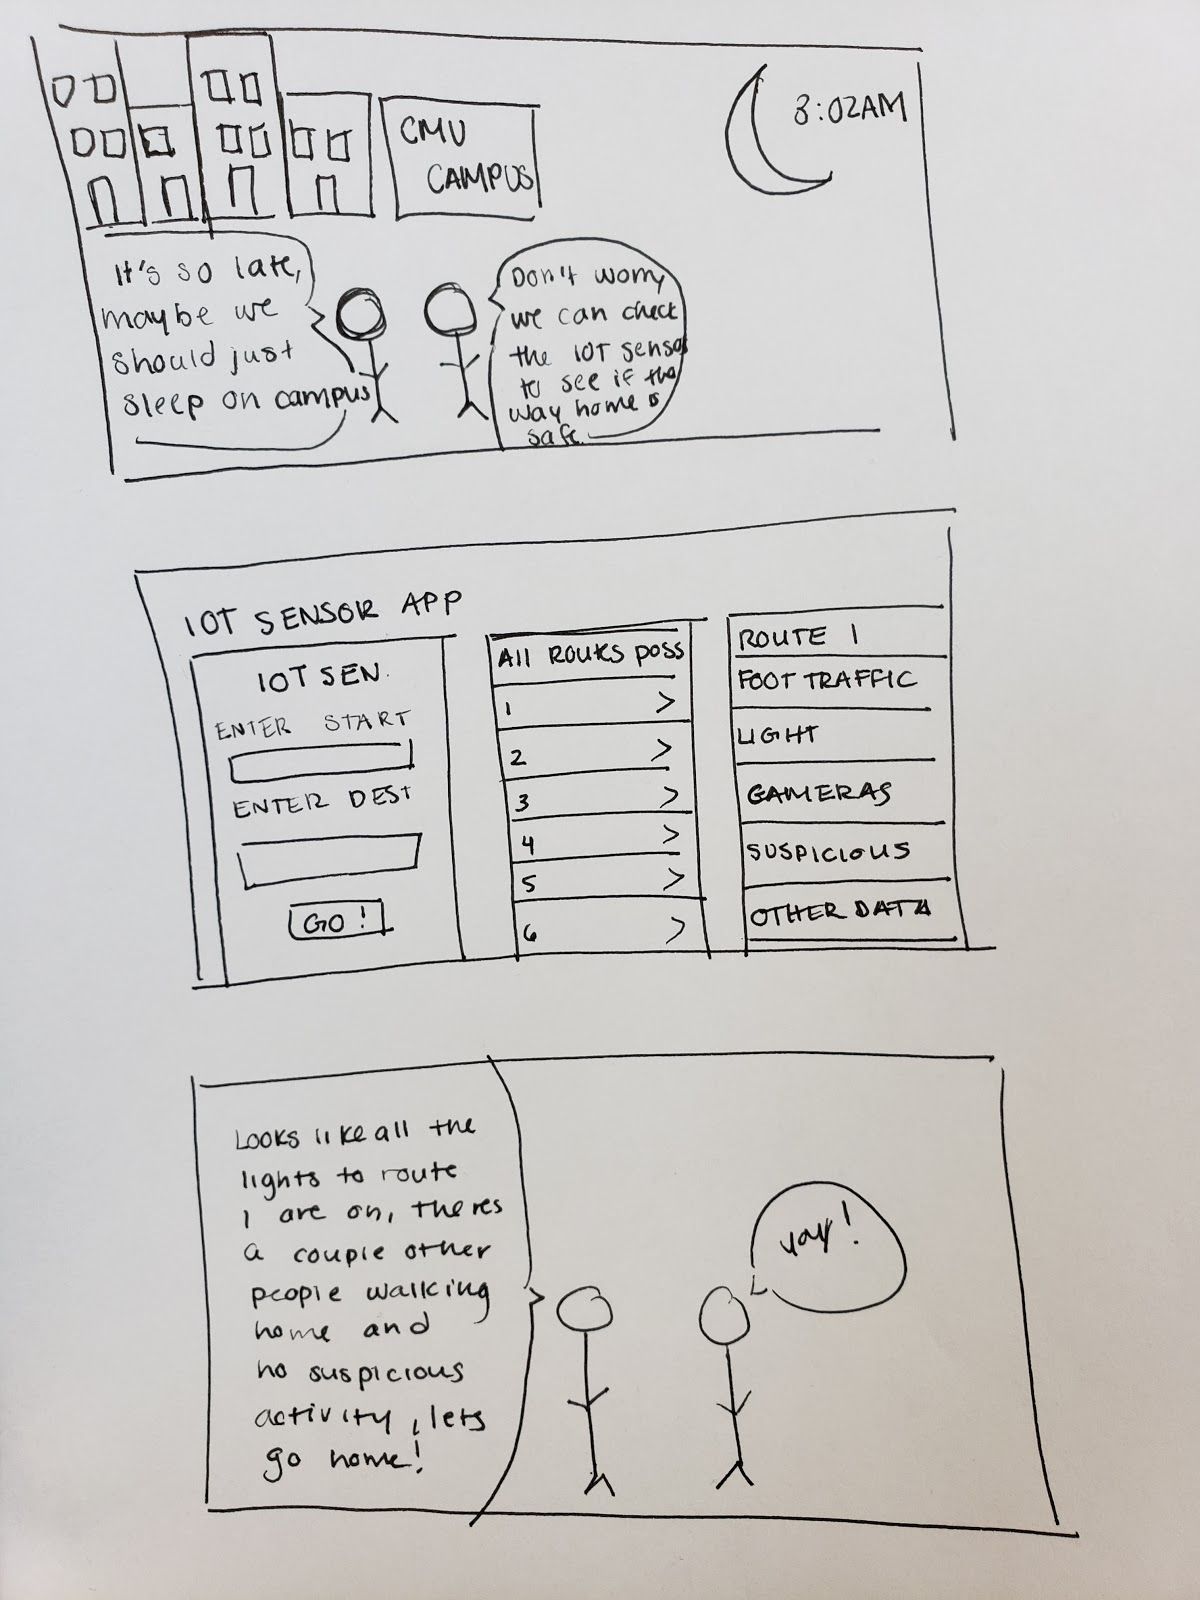 CMU
CAMPUS
3:02AM
It's so late,
maybe we
should just
sleep on campus
Don't worry
we can check
the IOT sensor
to see if the
way home is
safe.
IOT SENSOR APP
IOT SEN.
ENTER START
ENTER DEST
GO!
All ROUTES POSS
1 >
2 >
3 >
4 >
5 >
6 >
ROUTE 1
FOOT TRAFFIC
LIGHT
CAMERAS
SUSPICIOUS
OTHER DATA
Looks like all the
lights to route
1 are on, theres
a couple other
people walking
home and
no suspicious
activity, lets
go home!
yay!